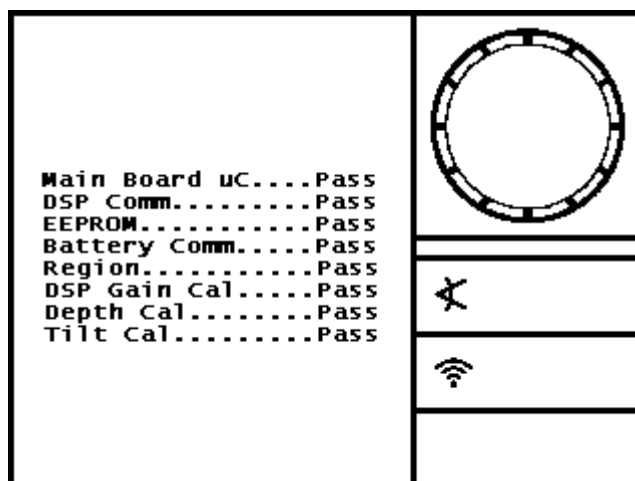 Main Board uC....Pass
DSP Comm.........Pass
EEPROM...........Pass
Battery Comm.....Pass
Region...........Pass
DSP Gain Cal.....Pass
Depth Cal........Pass
Tilt Cal.........Pass